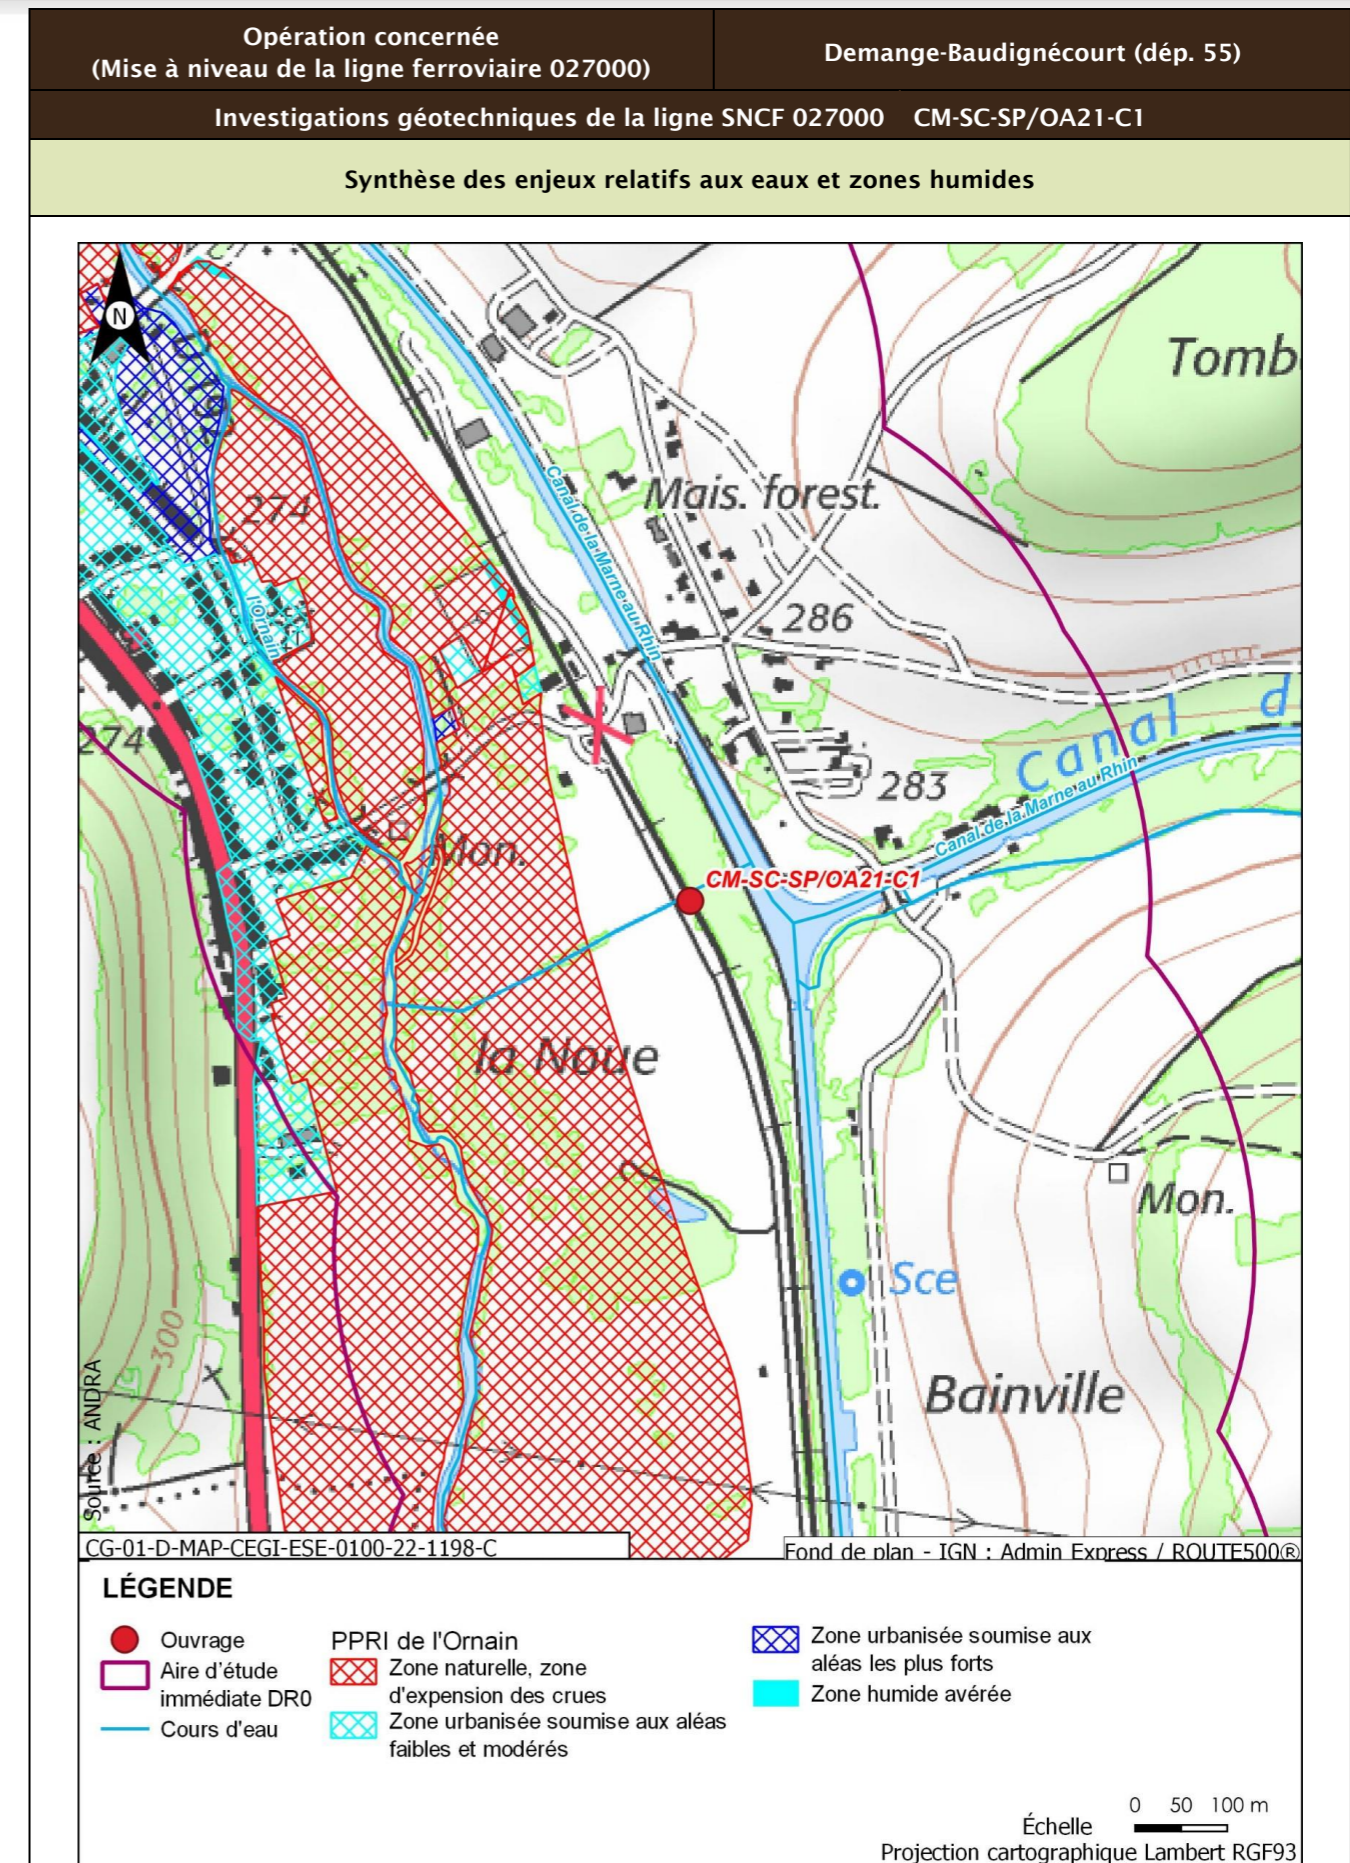 Opération concernée
(Mise à niveau de la ligne ferroviaire 027000)
Demange-Baudignécourt (dép. 55)
Investigations géotechniques de la ligne SNCF 027000 CM-SC-SP/OA21-C1
Synthèse des enjeux relatifs aux eaux et zones humides
N
Tomb
Canal de la Marne au Rhin
Mais. forest.
274
286
l'Ornain
274
Canal d
283
Canal de la Marne au Rhin
Mon.
CM-SC-SP/OA21-C1
la Noue
Mon.
Sce
300
Bainville
Source : ANDRA
CG-01-D-MAP-CEGI-ESE-0100-22-1198-C
Fond de plan - IGN : Admin Express / ROUTE500®
LÉGENDE
Ouvrage
Aire d'étude
immédiate DR0
Cours d'eau
PPRI de l'Ornain
Zone naturelle, zone
d'expension des crues
Zone urbanisée soumise aux aléas
faibles et modérés
Zone urbanisée soumise aux
aléas les plus forts
Zone humide avérée
0 50 100 m
Échelle
Projection cartographique Lambert RGF93